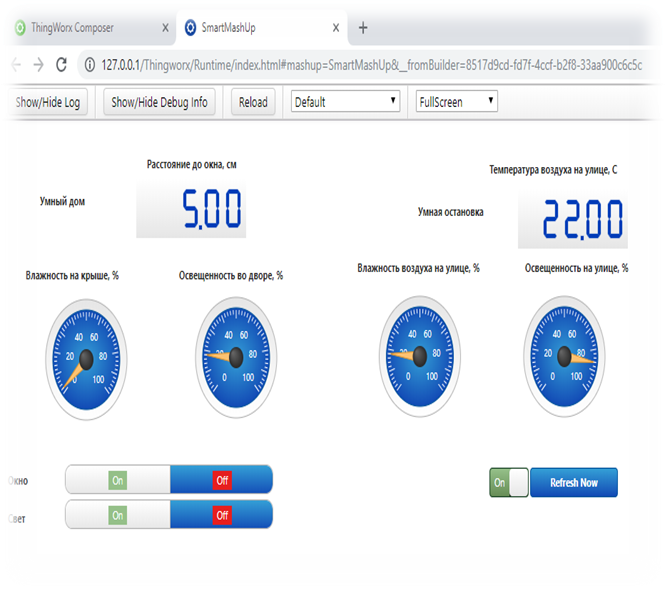 ThingWorx Composer
SmartMashUp
127.0.0.1/Thingworx/Runtime/index.html#mashup=SmartMashUp&__fromBuilder=8517d9cd-fd7f-4ccf-b2f8-33aa900c6c5c
Show/Hide Log
Show/Hide Debug Info
Reload
Default
FullScreen
Расстояние до окна, см
Температура воздуха на улице, С
Умный дом
5.00
Умная остановка
22.00
Влажность на крыше, %
Освещенность во дворе, %
Влажность воздуха на улице, %
Освещенность на улице, %
0 20 40 60 80 100
0 20 40 60 80 100
0 20 40 60 80 100
0 20 40 60 80 100
Окно
On
Off
On
Refresh Now
Свет
On
Off